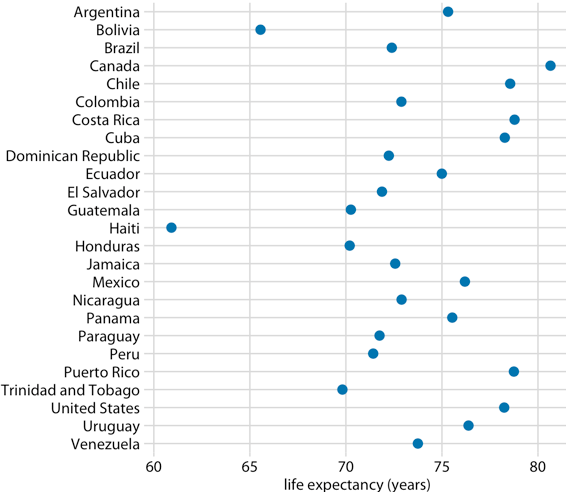 Argentina
Bolivia
Brazil
Canada
Chile
Colombia
Costa Rica
Cuba
Dominican Republic
Ecuador
El Salvador
Guatemala
Haiti
Honduras
Jamaica
Mexico
Nicaragua
Panama
Paraguay
Peru
Puerto Rico
Trinidad and Tobago
United States
Uruguay
Venezuela
60 65 70 75 80
life expectancy (years)